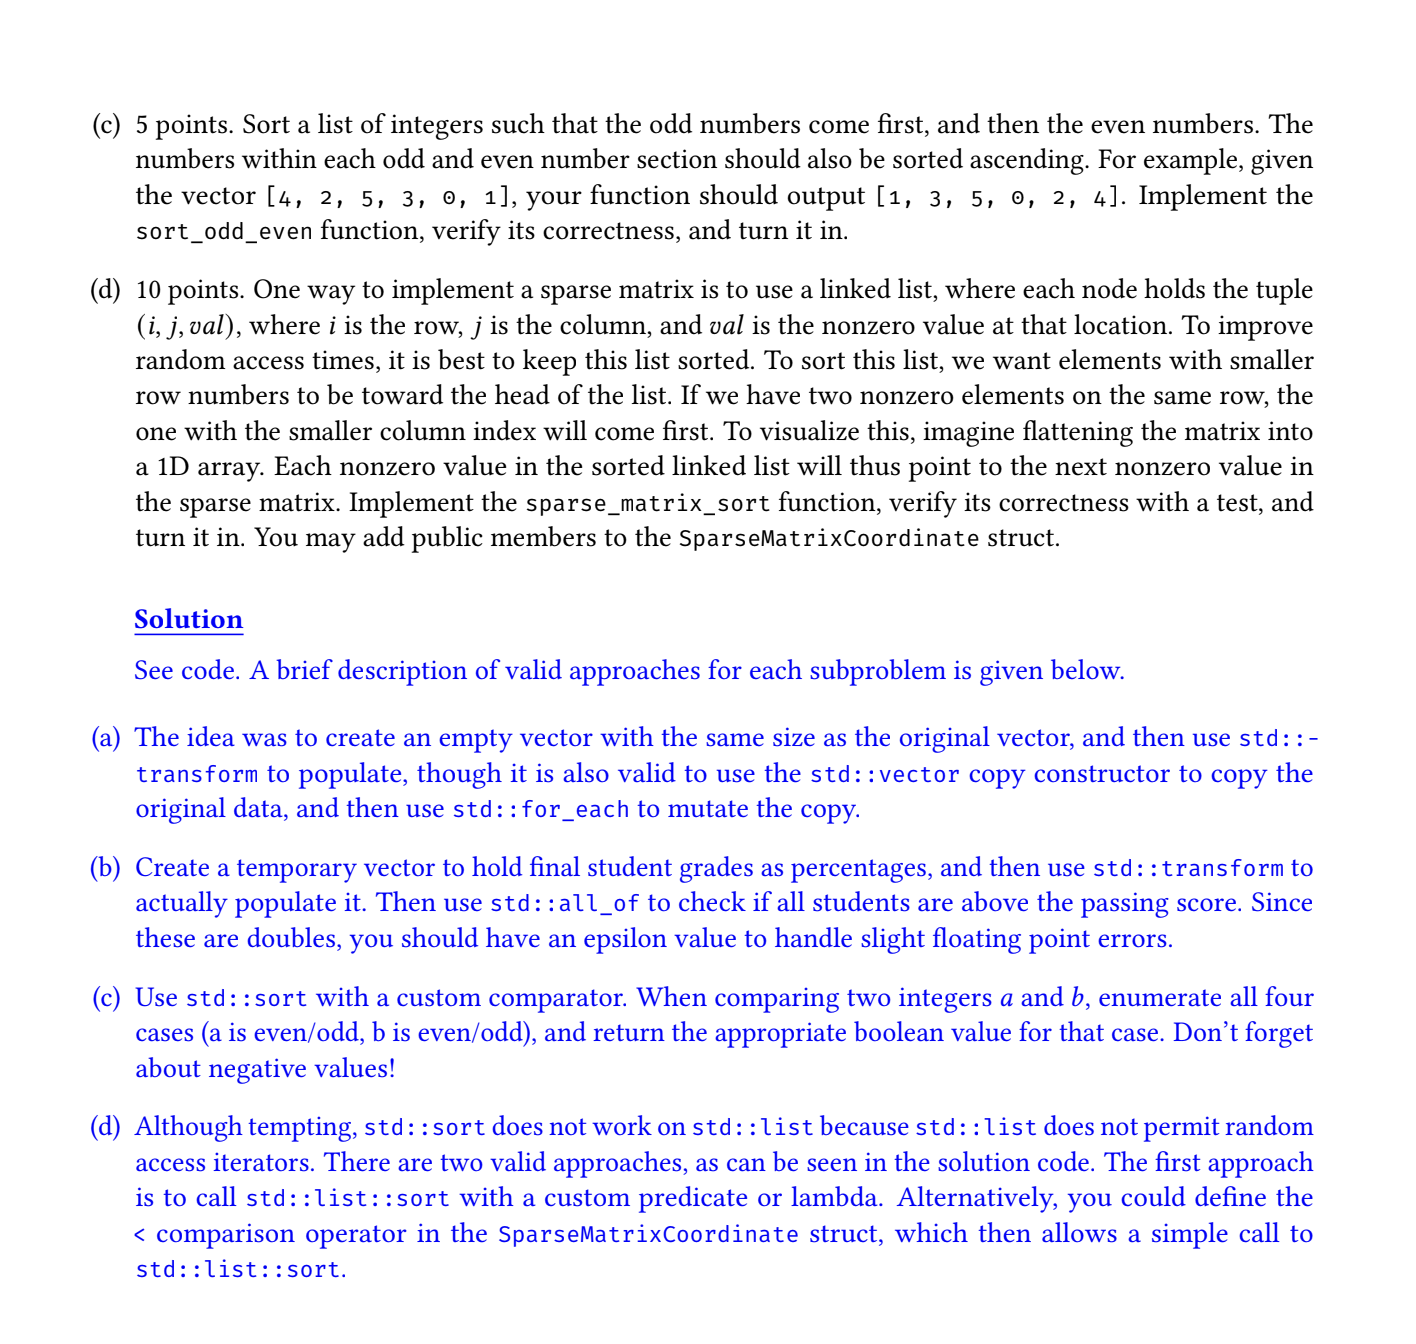 (c) 5 points. Sort a list of integers such that the odd numbers come first, and then the even numbers. The
numbers within each odd and even number section should also be sorted ascending. For example, given
the vector [4, 2, 5, 3, 0, 1], your function should output [1, 3, 5, 0, 2, 4]. Implement the
sort_odd_even function, verify its correctness, and turn it in.
(d) 10 points. One way to implement a sparse matrix is to use a linked list, where each node holds the tuple
(i, j, val), where i is the row, j is the column, and val is the nonzero value at that location. To improve
random access times, it is best to keep this list sorted. To sort this list, we want elements with smaller
row numbers to be toward the head of the list. If we have two nonzero elements on the same row, the
one with the smaller column index will come first. To visualize this, imagine flattening the matrix into
a 1D array. Each nonzero value in the sorted linked list will thus point to the next nonzero value in
the sparse matrix. Implement the sparse_matrix_sort function, verify its correctness with a test, and
turn it in. You may add public members to the SparseMatrixCoordinate struct.
Solution
See code. A brief description of valid approaches for each subproblem is given below.
(a) The idea was to create an empty vector with the same size as the original vector, and then use std::-
transform to populate, though it is also valid to use the std::vector copy constructor to copy the
original data, and then use std::for_each to mutate the copy.
(b) Create a temporary vector to hold final student grades as percentages, and then use std::transform to
actually populate it. Then use std::all_of to check if all students are above the passing score. Since
these are doubles, you should have an epsilon value to handle slight floating point errors.
(c) Use std::sort with a custom comparator. When comparing two integers a and b, enumerate all four
cases (a is even/odd, b is even/odd), and return the appropriate boolean value for that case. Don't forget
about negative values!
(d) Although tempting, std::sort does not work on std::list because std::list does not permit random
access iterators. There are two valid approaches, as can be seen in the solution code. The first approach
is to call std::list::sort with a custom predicate or lambda. Alternatively, you could define the
< comparison operator in the SparseMatrixCoordinate struct, which then allows a simple call to
std::list::sort.